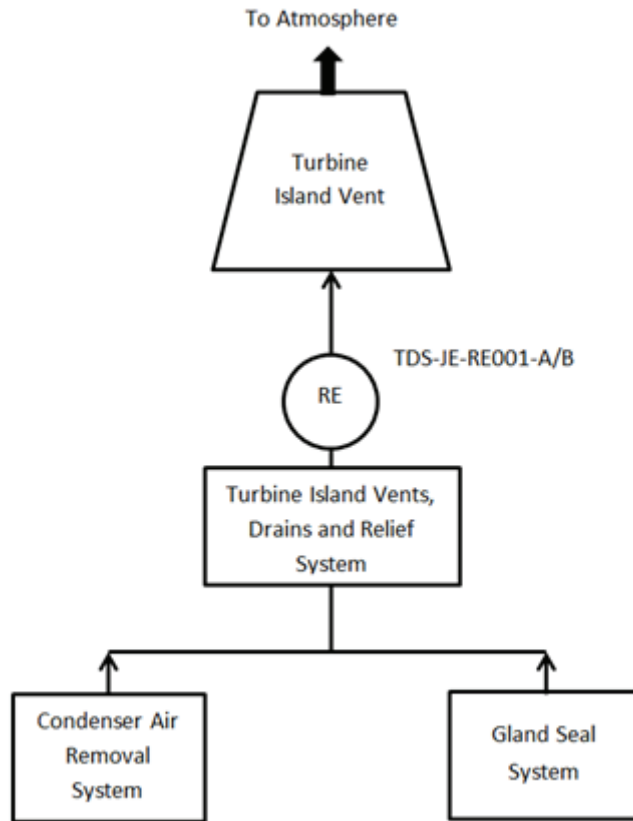 To Atmosphere
Turbine
Island Vent
TDS-JE-RE001-A/B
RE
Turbine Island Vents,
Drains and Relief
System
Condenser Air
Removal
System
Gland Seal
System